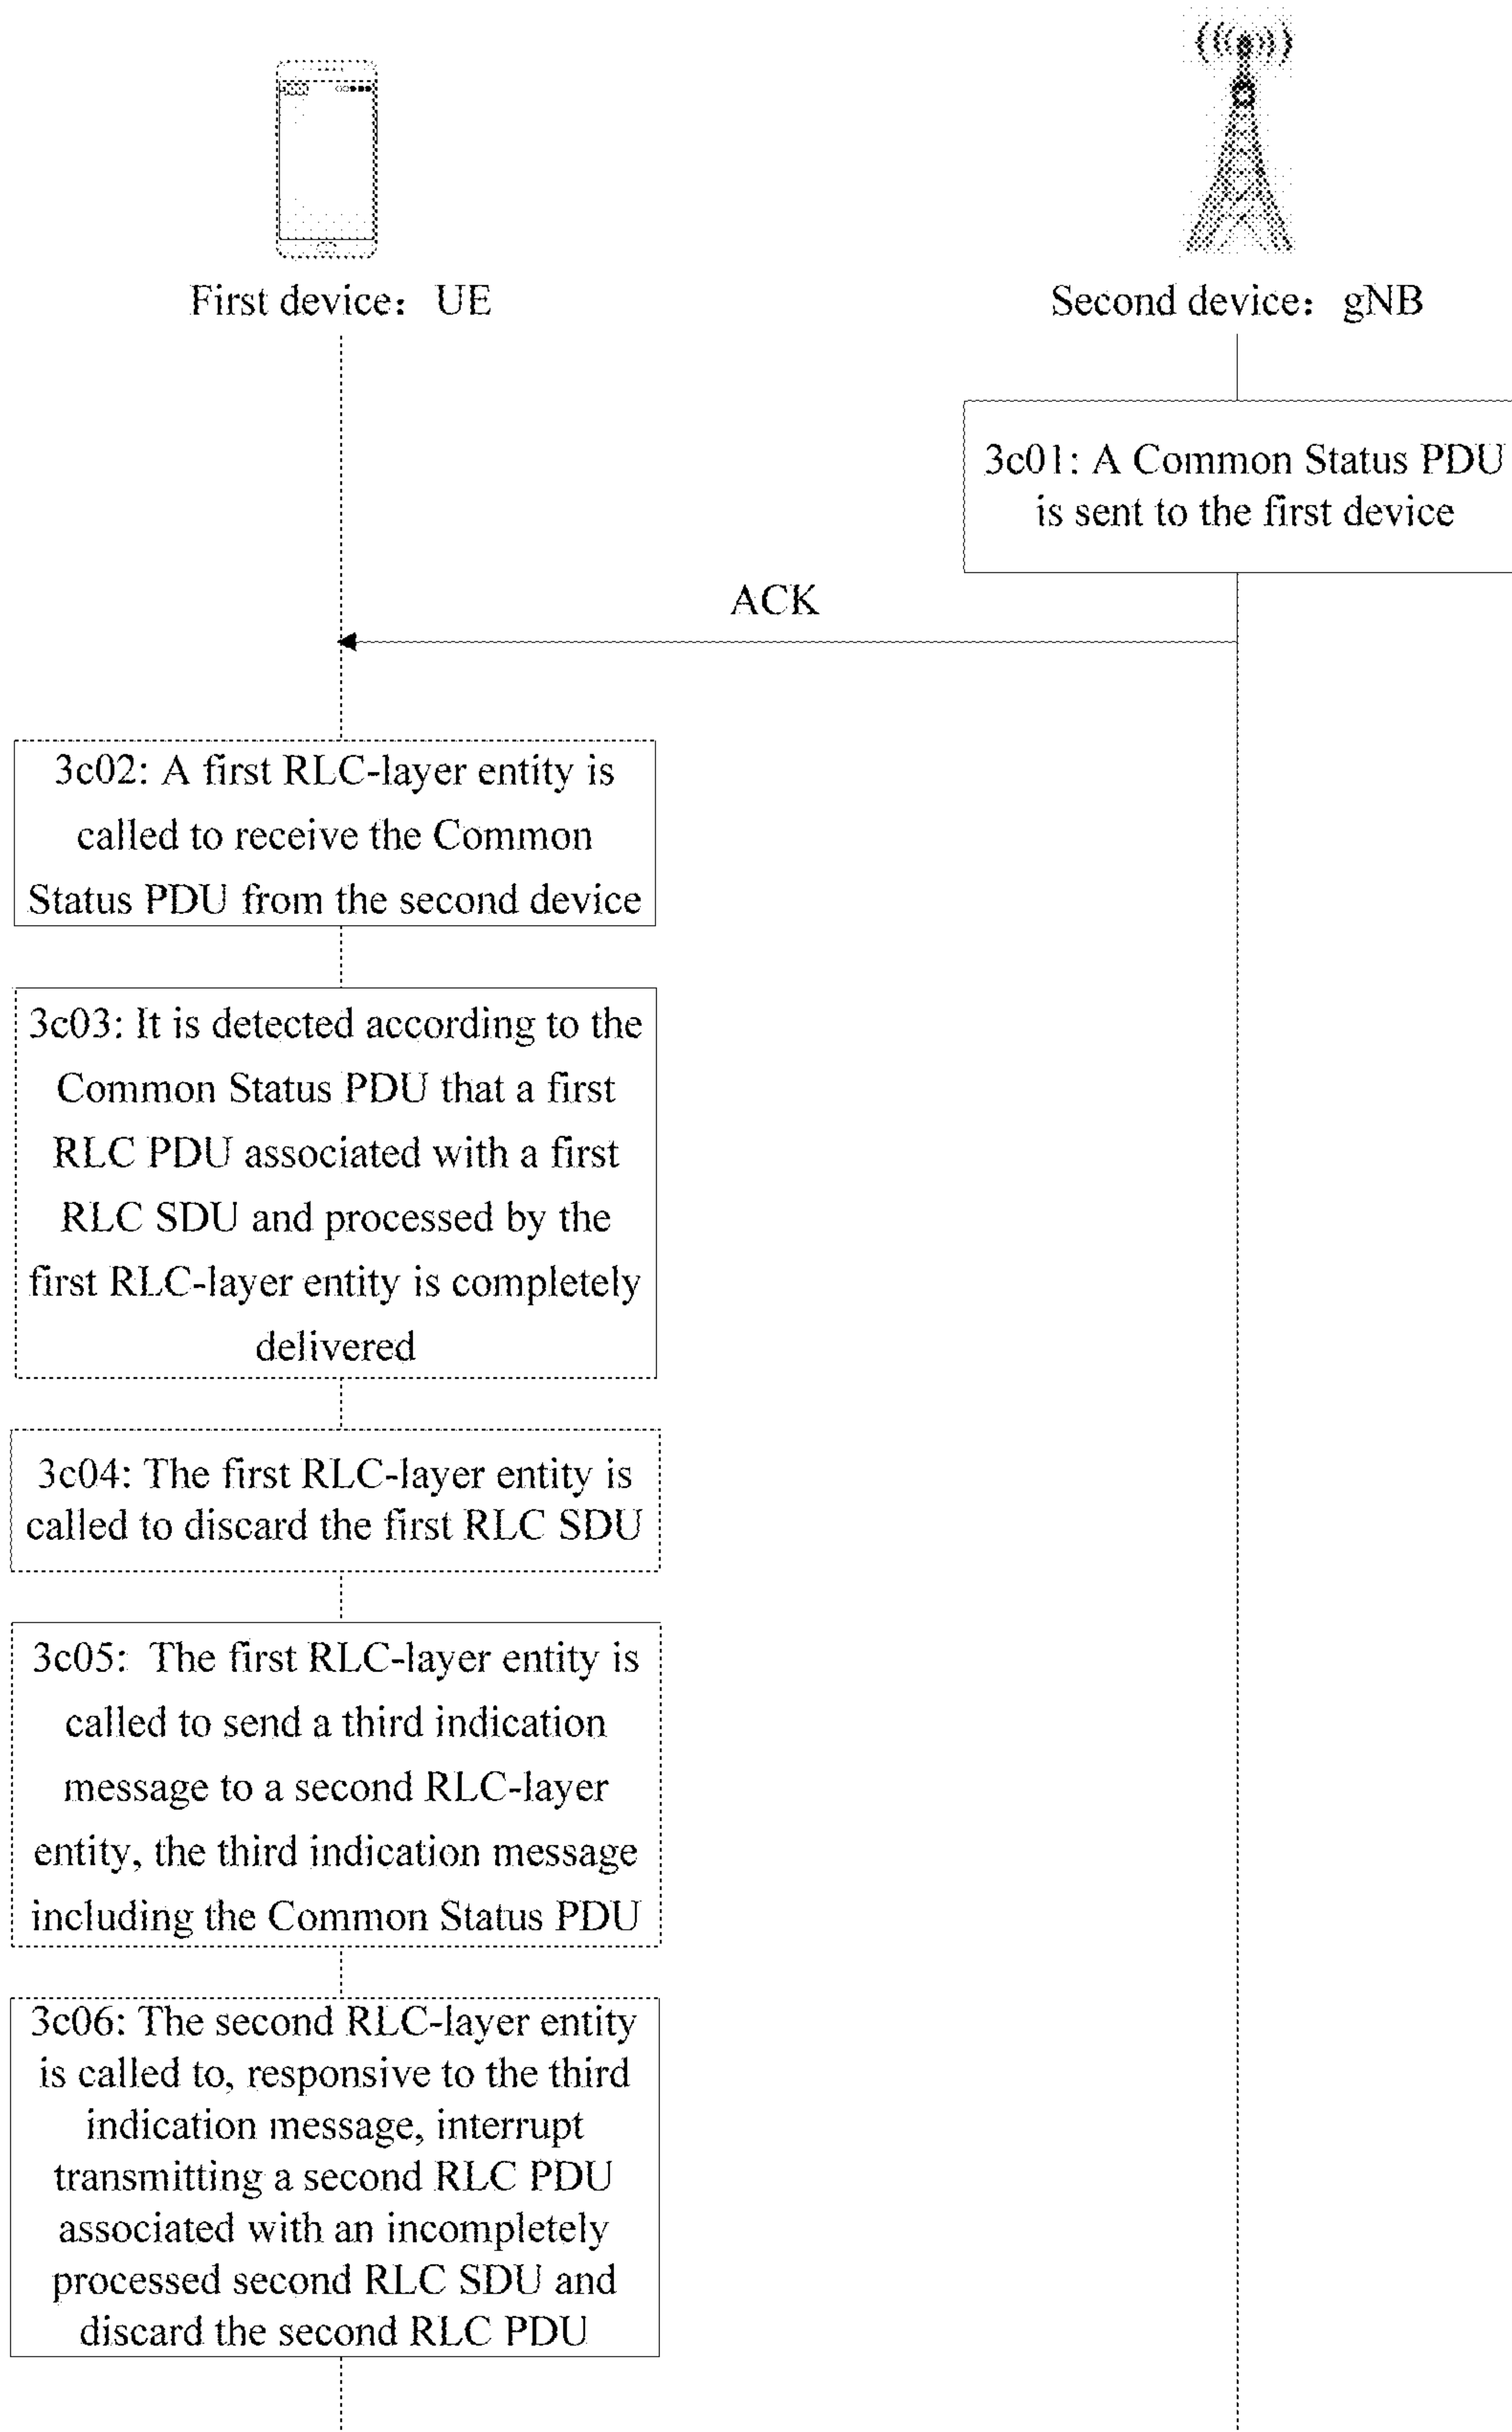 First device：UE
Second device：gNB
3c01: A Common Status PDU
is sent to the first device
ACK
3c02: A first RLC-layer entity is
called to receive the Common
Status PDU from the second device
3c03: It is detected according to the
Common Status PDU that a first
RLC PDU associated with a first
RLC SDU and processed by the
first RLC-layer entity is completely
delivered
3c04: The first RLC-layer entity is
called to discard the first RLC SDU
3c05: The first RLC-layer entity is
called to send a third indication
message to a second RLC-layer
entity, the third indication message
including the Common Status PDU
3c06: The second RLC-layer entity
is called to, responsive to the third
indication message, interrupt
transmitting a second RLC PDU
associated with an incompletely
processed second RLC SDU and
discard the second RLC PDU